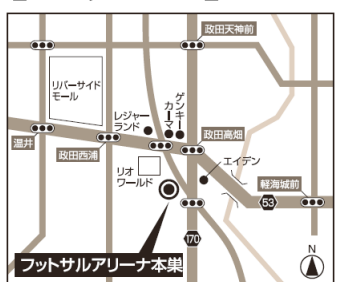 政田天神前
リバーサイド
モール
レジャー
ランド
カーマ
ゲンキー
温井
政田西浦
政田高畑
リオ
ワールド
エイデン
軽海城前
53
170
N
フットサルアリーナ本巣